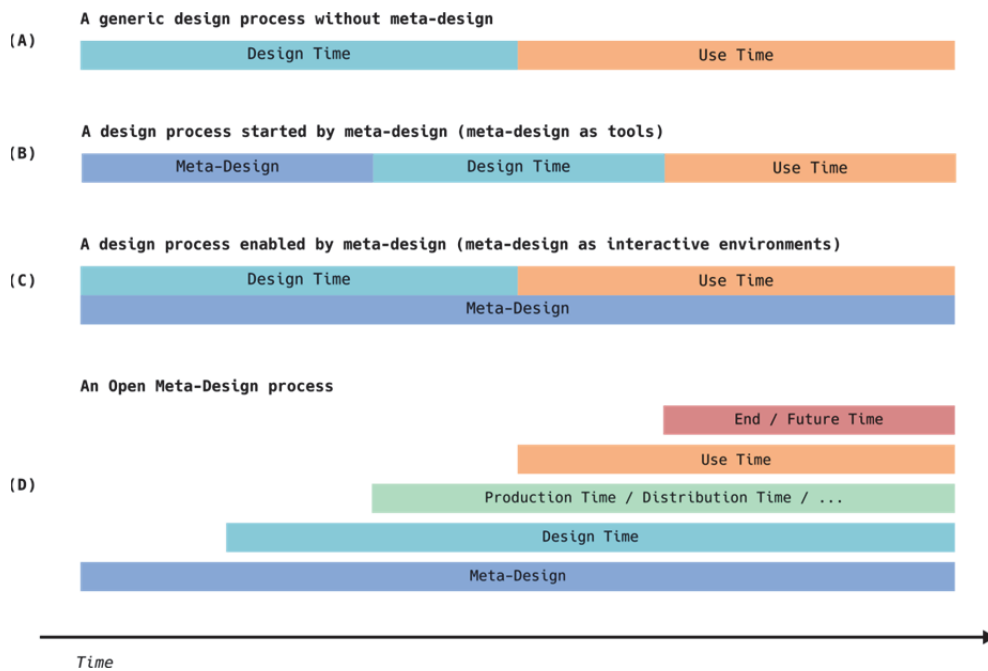 A generic design process without meta-design
(A)
Design Time
Use Time
A design process started by meta-design (meta-design as tools)
(B)
Meta-Design
Design Time
Use Time
A design process enabled by meta-design (meta-design as interactive environments)
(C)
Design Time
Use Time
Meta-Design
An Open Meta-Design process
End / Future Time
Use Time
(D)
Production Time / Distribution Time / ...
Design Time
Meta-Design
Time